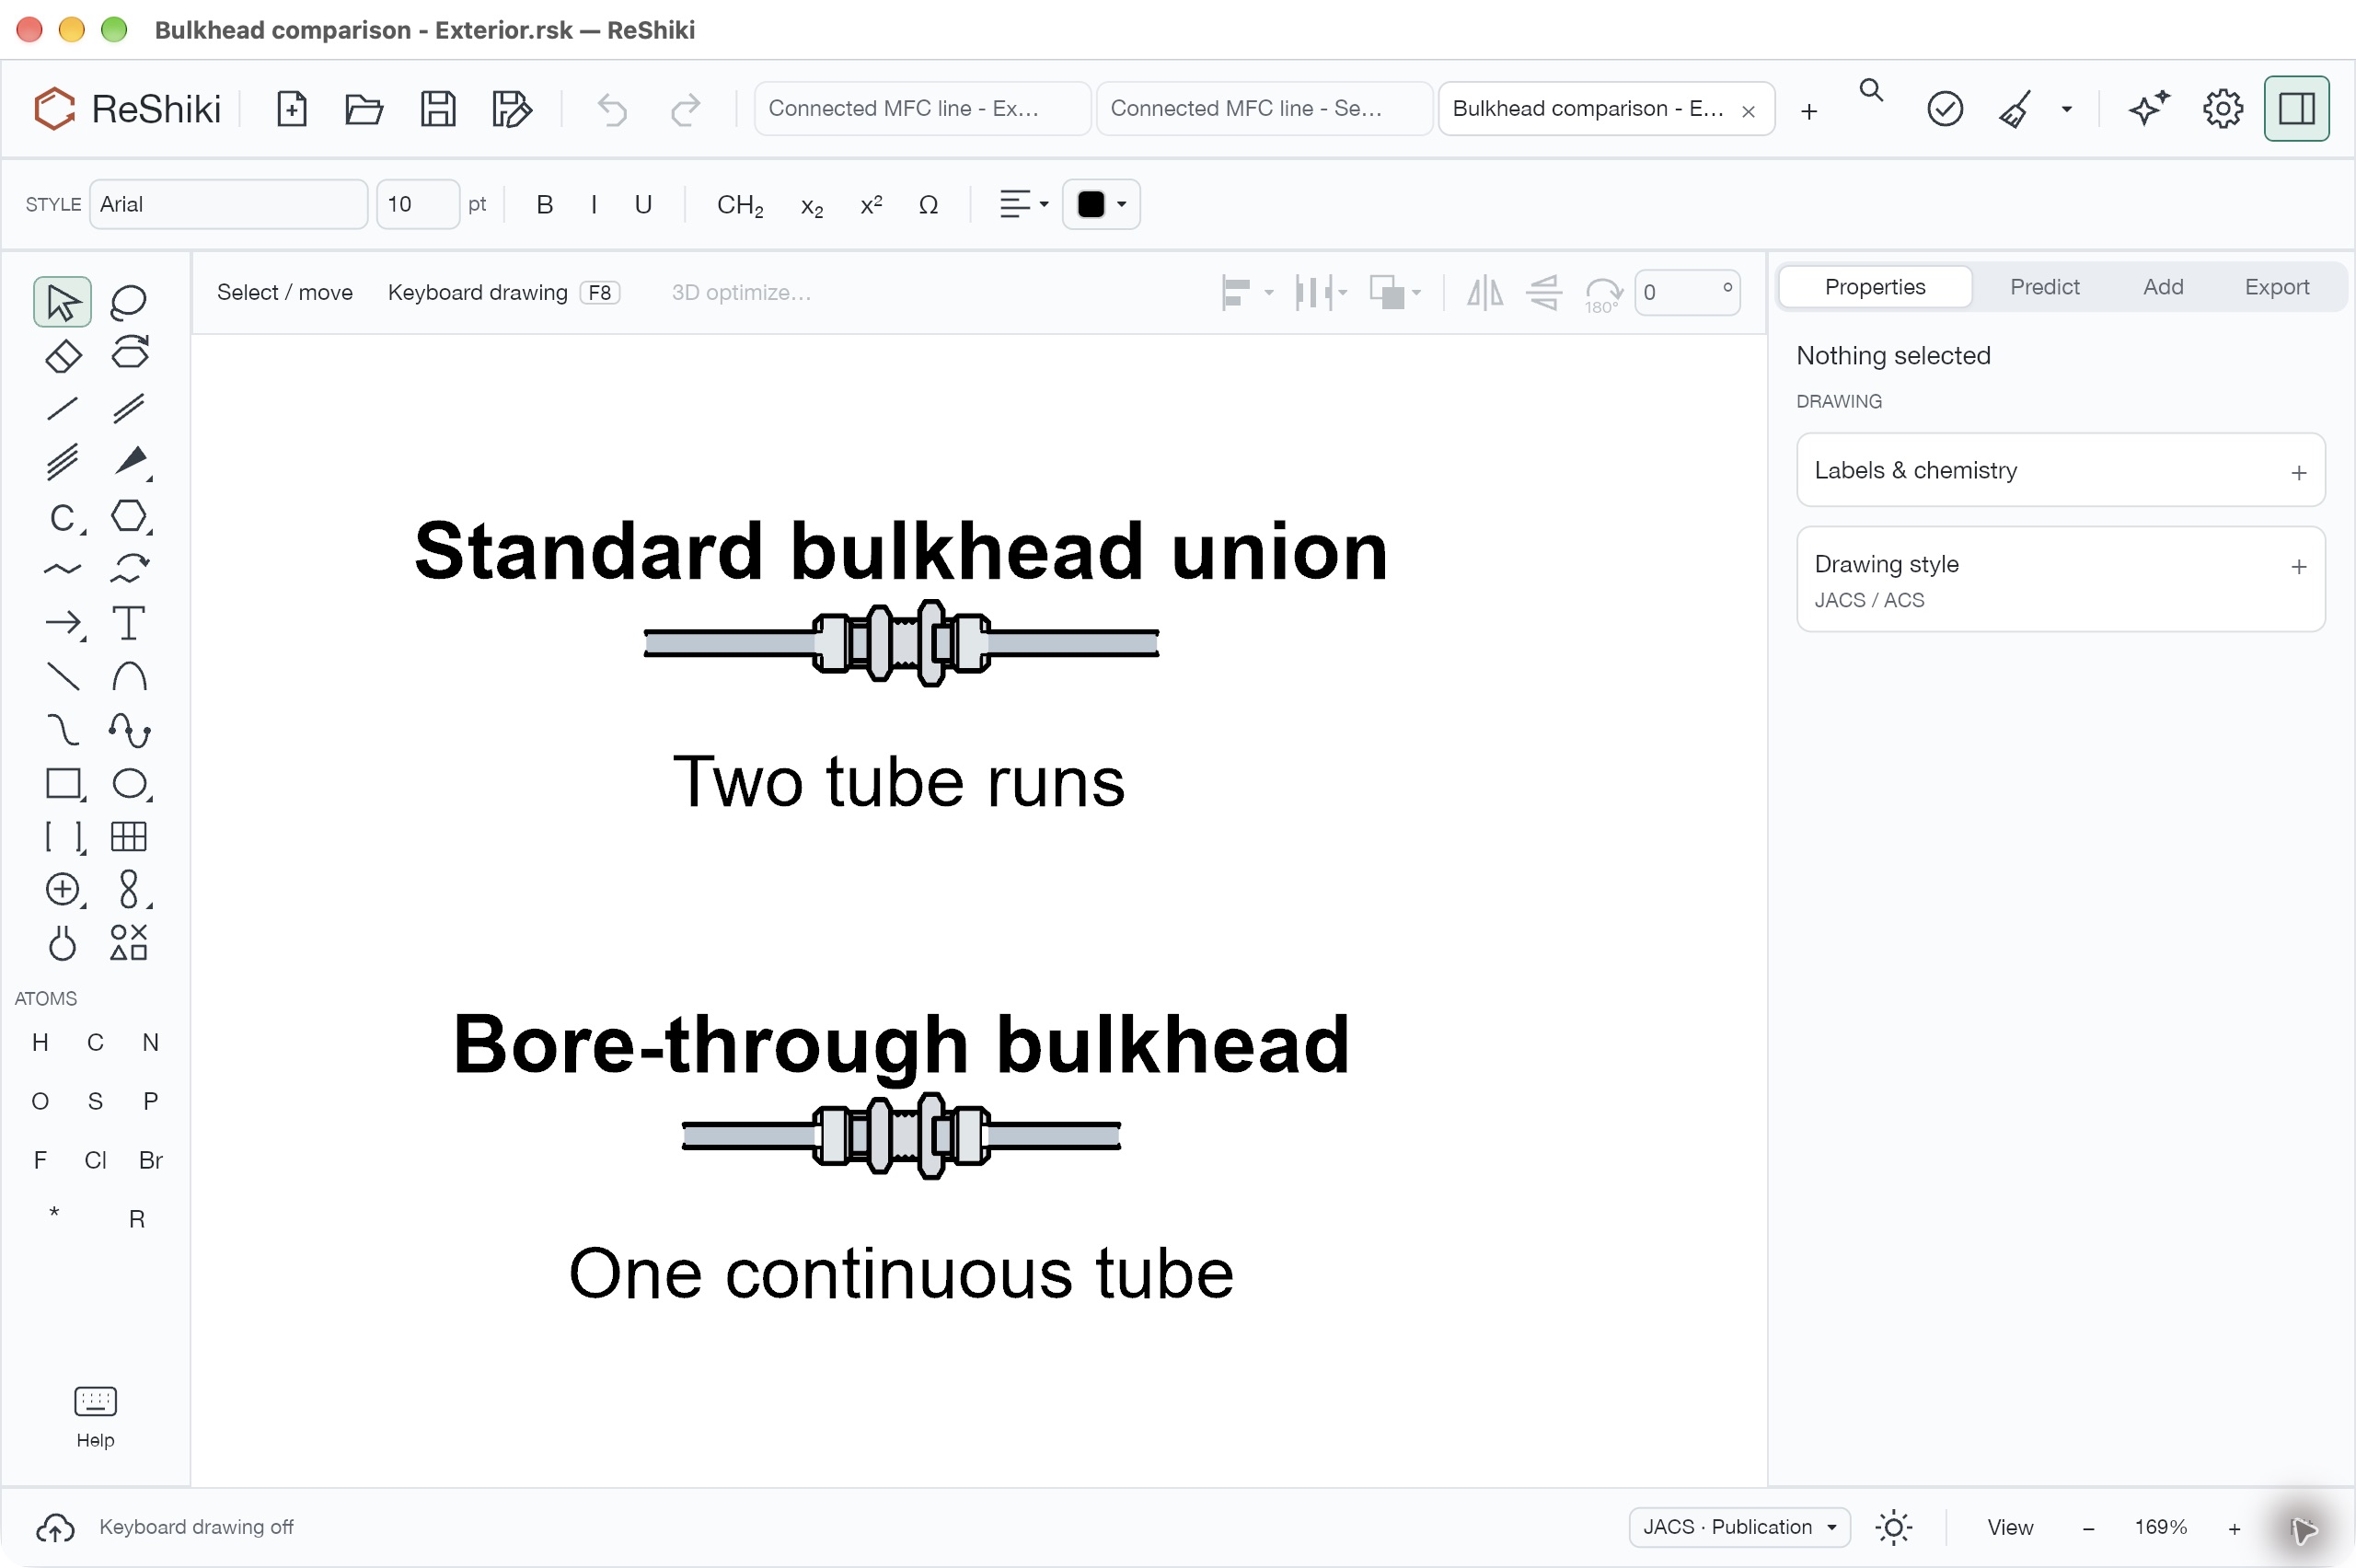 Bulkhead comparison - Exterior.rsk — ReShiki
ReShiki
Connected MFC line - Ex...
Connected MFC line - Se...
Bulkhead comparison - E...
STYLE Arial 10 pt B I U CH₂ x₂ x² Ω
Select / move Keyboard drawing F8 3D optimize... 180° 0 °
Properties Predict Add Export
Nothing selected
DRAWING
Labels & chemistry
Drawing style
JACS / ACS
C
T
Standard bulkhead union
Two tube runs
Bore-through bulkhead
One continuous tube
ATOMS
H C N
O S P
F Cl Br
* R
Help
Keyboard drawing off
JACS · Publication View − 169% +